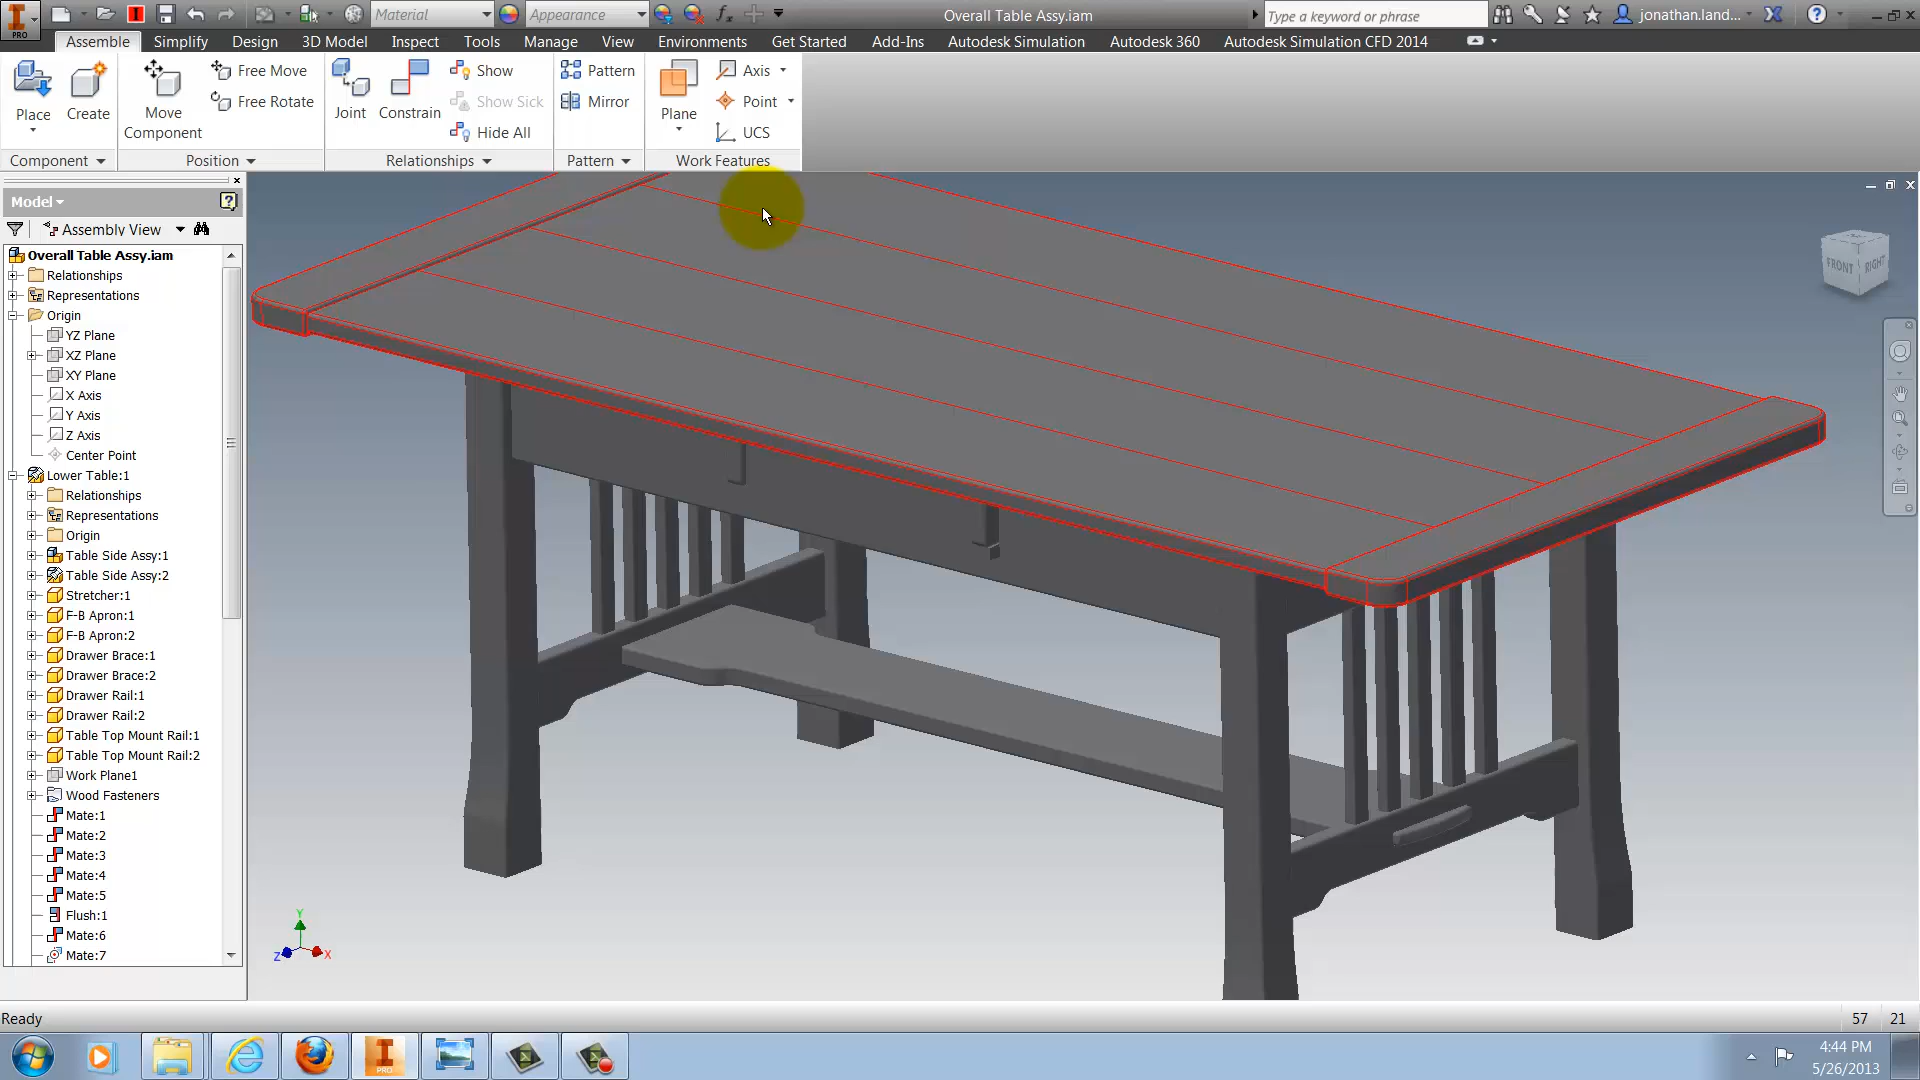 Material
Appearance
Overall Table Assy.iam
Type a keyword or phrase
jonathan.land...
PRO
Assemble Simplify Design 3D Model Inspect Tools Manage View Environments Get Started Add-Ins Autodesk Simulation Autodesk 360 Autodesk Simulation CFD 2014
Place
Create
Move
Component
Free Move
Free Rotate
Joint
Constrain
Show
Show Sick
Hide All
Pattern
Mirror
Plane
Axis
Point
UCS
Component Position Relationships Pattern Work Features
Model
Assembly View
Overall Table Assy.iam
Relationships
Representations
Origin
YZ Plane
XZ Plane
XY Plane
X Axis
Y Axis
Z Axis
Center Point
Lower Table:1
Relationships
Representations
Origin
Table Side Assy:1
Table Side Assy:2
Stretcher:1
F-B Apron:1
F-B Apron:2
Drawer Brace:1
Drawer Brace:2
Drawer Rail:1
Drawer Rail:2
Table Top Mount Rail:1
Table Top Mount Rail:2
Work Plane1
Wood Fasteners
Mate:1
Mate:2
Mate:3
Mate:4
Mate:5
Flush:1
Mate:6
Mate:7
FRONT RIGHT
Y
Z X
Ready
57 21
PRO
4:44 PM
5/26/2013